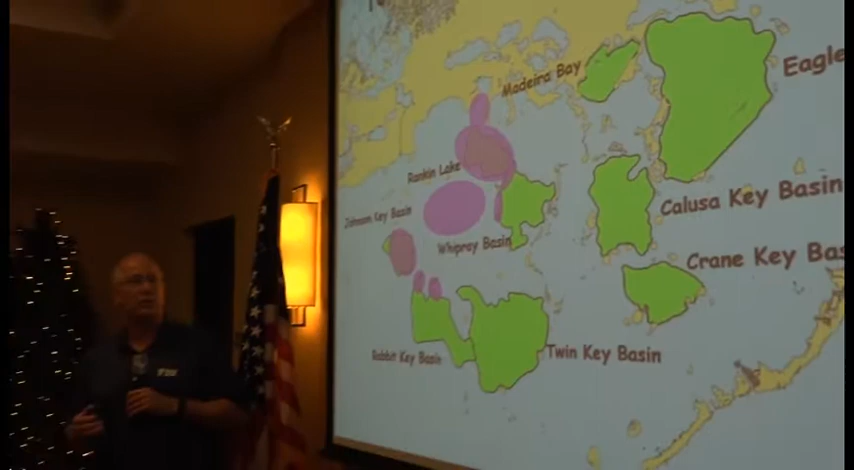 Madeira Bay
Eagle
Rankin Lake
Calusa Key Basin
Johnson Key Basin
Whipray Basin
Crane Key Bas
Rabbit Key Basin
Twin Key Basin
FIU